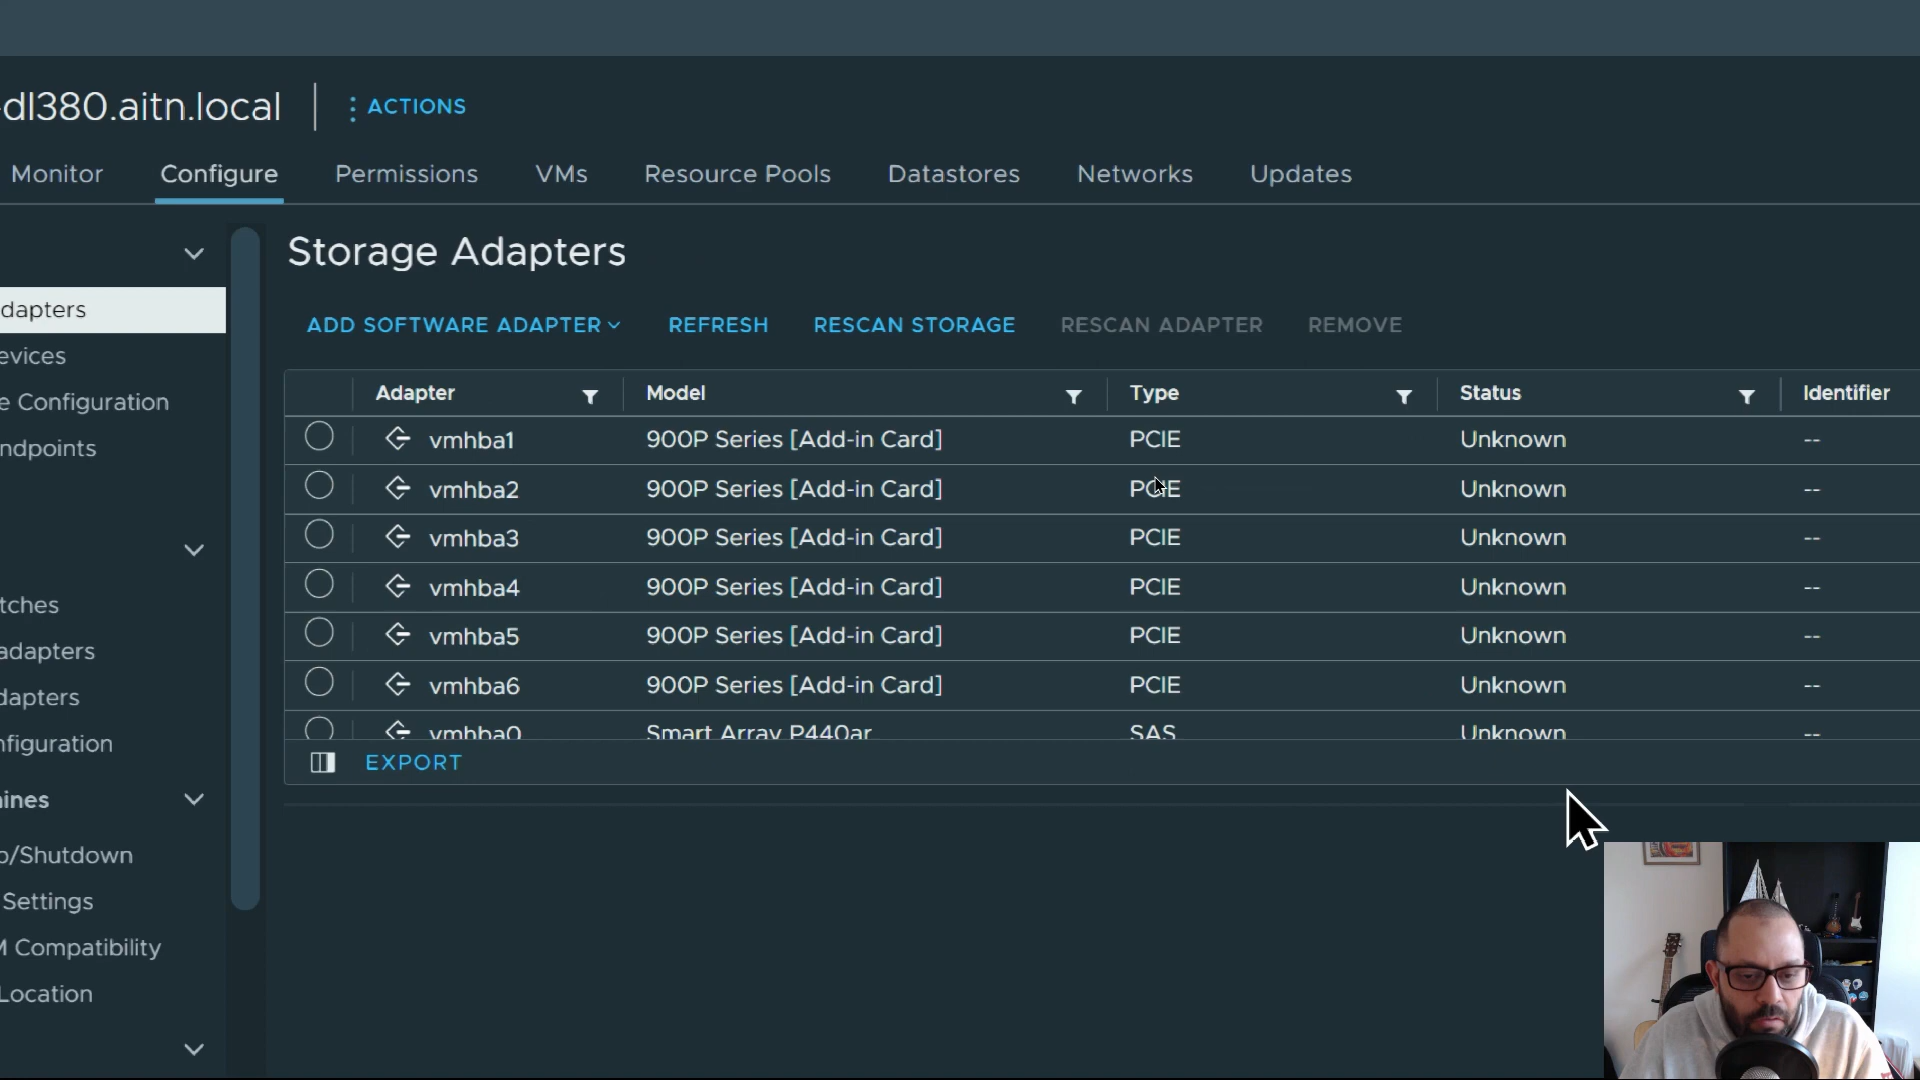 dl380.aitn.local
ACTIONS
Monitor Configure Permissions VMs Resource Pools Datastores Networks Updates
dapters
evices
e Configuration
ndpoints
tches
adapters
dapters
nfiguration
nines
p/Shutdown
Settings
M Compatibility
Location
Storage Adapters
ADD SOFTWARE ADAPTER REFRESH RESCAN STORAGE RESCAN ADAPTER REMOVE
Adapter Model Type Status Identifier
vmhba1 900P Series [Add-in Card] PCIE Unknown --
vmhba2 900P Series [Add-in Card] PCIE Unknown --
vmhba3 900P Series [Add-in Card] PCIE Unknown --
vmhba4 900P Series [Add-in Card] PCIE Unknown --
vmhba5 900P Series [Add-in Card] PCIE Unknown --
vmhba6 900P Series [Add-in Card] PCIE Unknown --
vmhba0 Smart Array P440ar SAS Unknown --
EXPORT